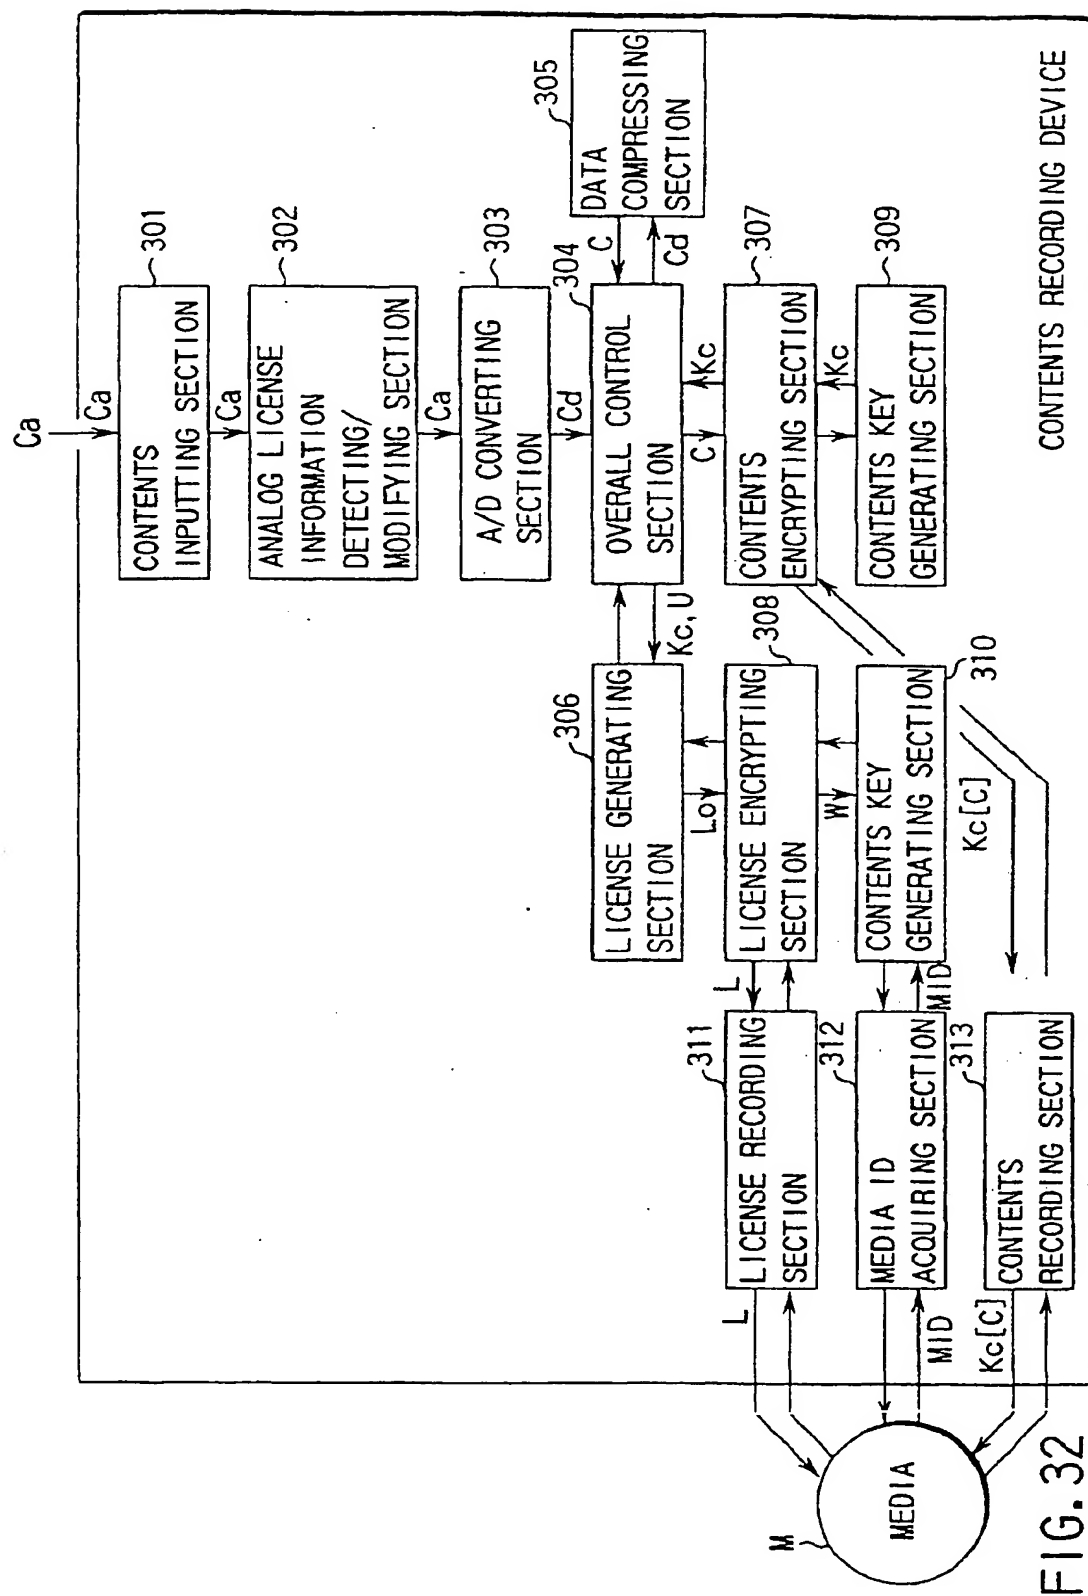 Ca
Ca
301
CONTENTS
INPUTTING SECTION
Ca
302
ANALOG LICENSE
INFORMATION
DETECTING/
MODIFYING SECTION
Ca
303
A/D CONVERTING
SECTION
Cd
304
OVERALL CONTROL
SECTION
C
Cd
305
DATA
COMPRESSING
SECTION
Kc, U
306
LICENSE GENERATING
SECTION
C
Kc
307
CONTENTS
ENCRYPTING SECTION
Kc
309
CONTENTS KEY
GENERATING SECTION
Lo
308
LICENSE ENCRYPTING
SECTION
W
310
CONTENTS KEY
GENERATING SECTION
Kc[C]
L
311
LICENSE RECORDING
SECTION
L
312
MEDIA ID
ACQUIRING SECTION
MID
MID
313
CONTENTS
RECORDING SECTION
Kc[C]
M
MEDIA
CONTENTS RECORDING DEVICE
FIG. 32